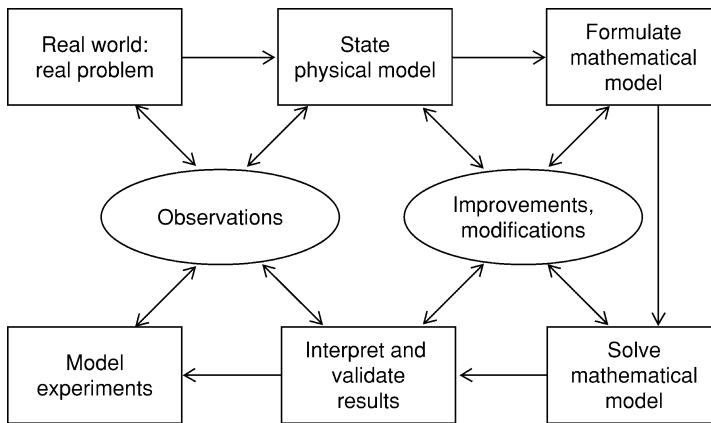 Real world:
real problem
State
physical model
Formulate
mathematical
model
Observations
Improvements,
modifications
Model
experiments
Interpret and
validate
results
Solve
mathematical
model